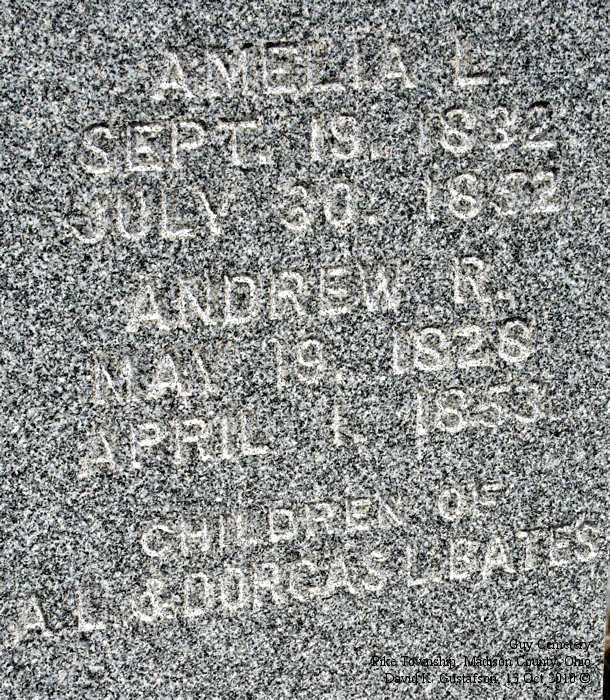 AMELIA L.
SEPT. 19. 1832
JULY 30. 1852
ANDREW R.
MAY 19. 1828
APRIL 1. 1853
CHILDREN OF
A. L. & DORCAS L. BATES
Guy Cemetery
Pike Township, Madison County, Ohio
David K. Gustafson, 13 Oct 2010 ©